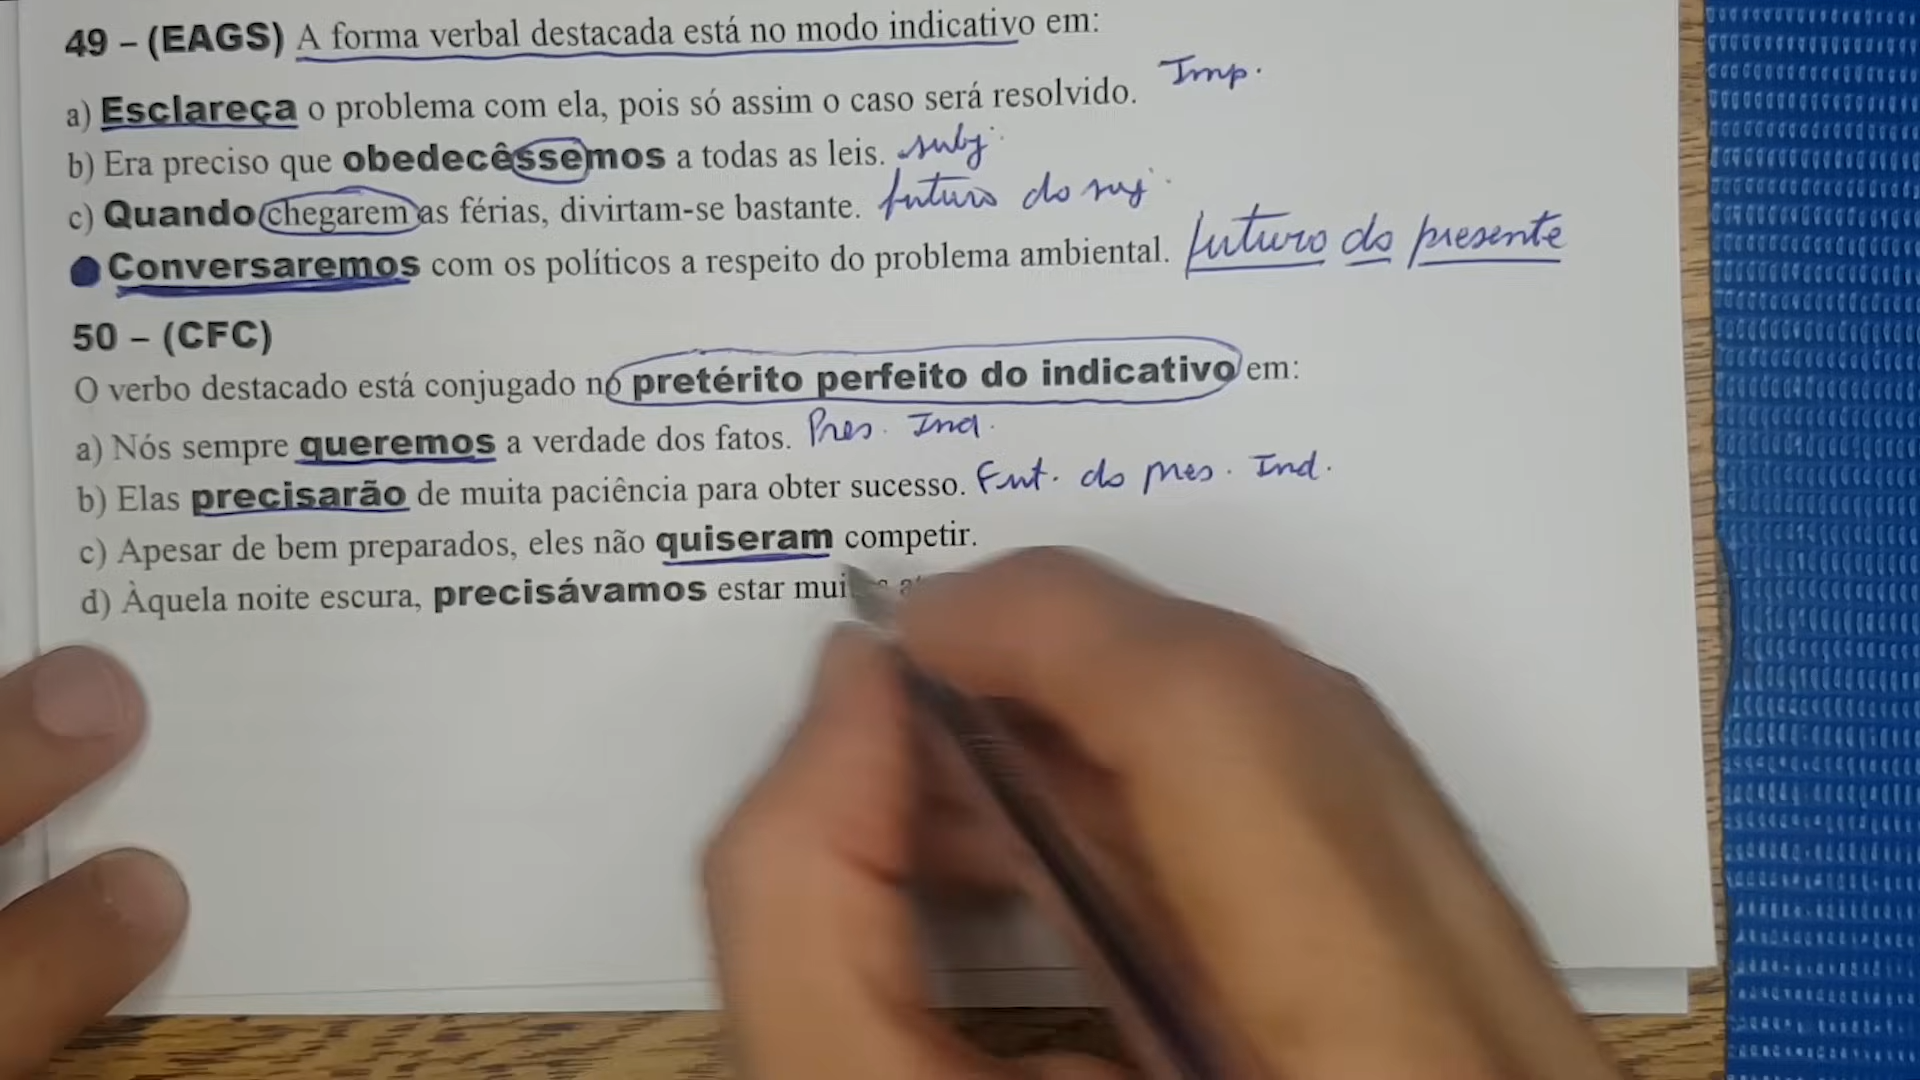 49 – (EAGS) A forma verbal destacada está no modo indicativo em:
a) Esclareça o problema com ela, pois só assim o caso será resolvido. Imp.
b) Era preciso que obedecêssemos a todas as leis. subj.
c) Quando chegarem as férias, divirtam-se bastante. futuro do suj.
Conversaremos com os políticos a respeito do problema ambiental. futuro do presente
50 – (CFC)
O verbo destacado está conjugado no pretérito perfeito do indicativo em:
a) Nós sempre queremos a verdade dos fatos. Pres. Ind.
b) Elas precisarão de muita paciência para obter sucesso. Fut. do pres. Ind.
c) Apesar de bem preparados, eles não quiseram competir.
d) Àquela noite escura, precisávamos estar